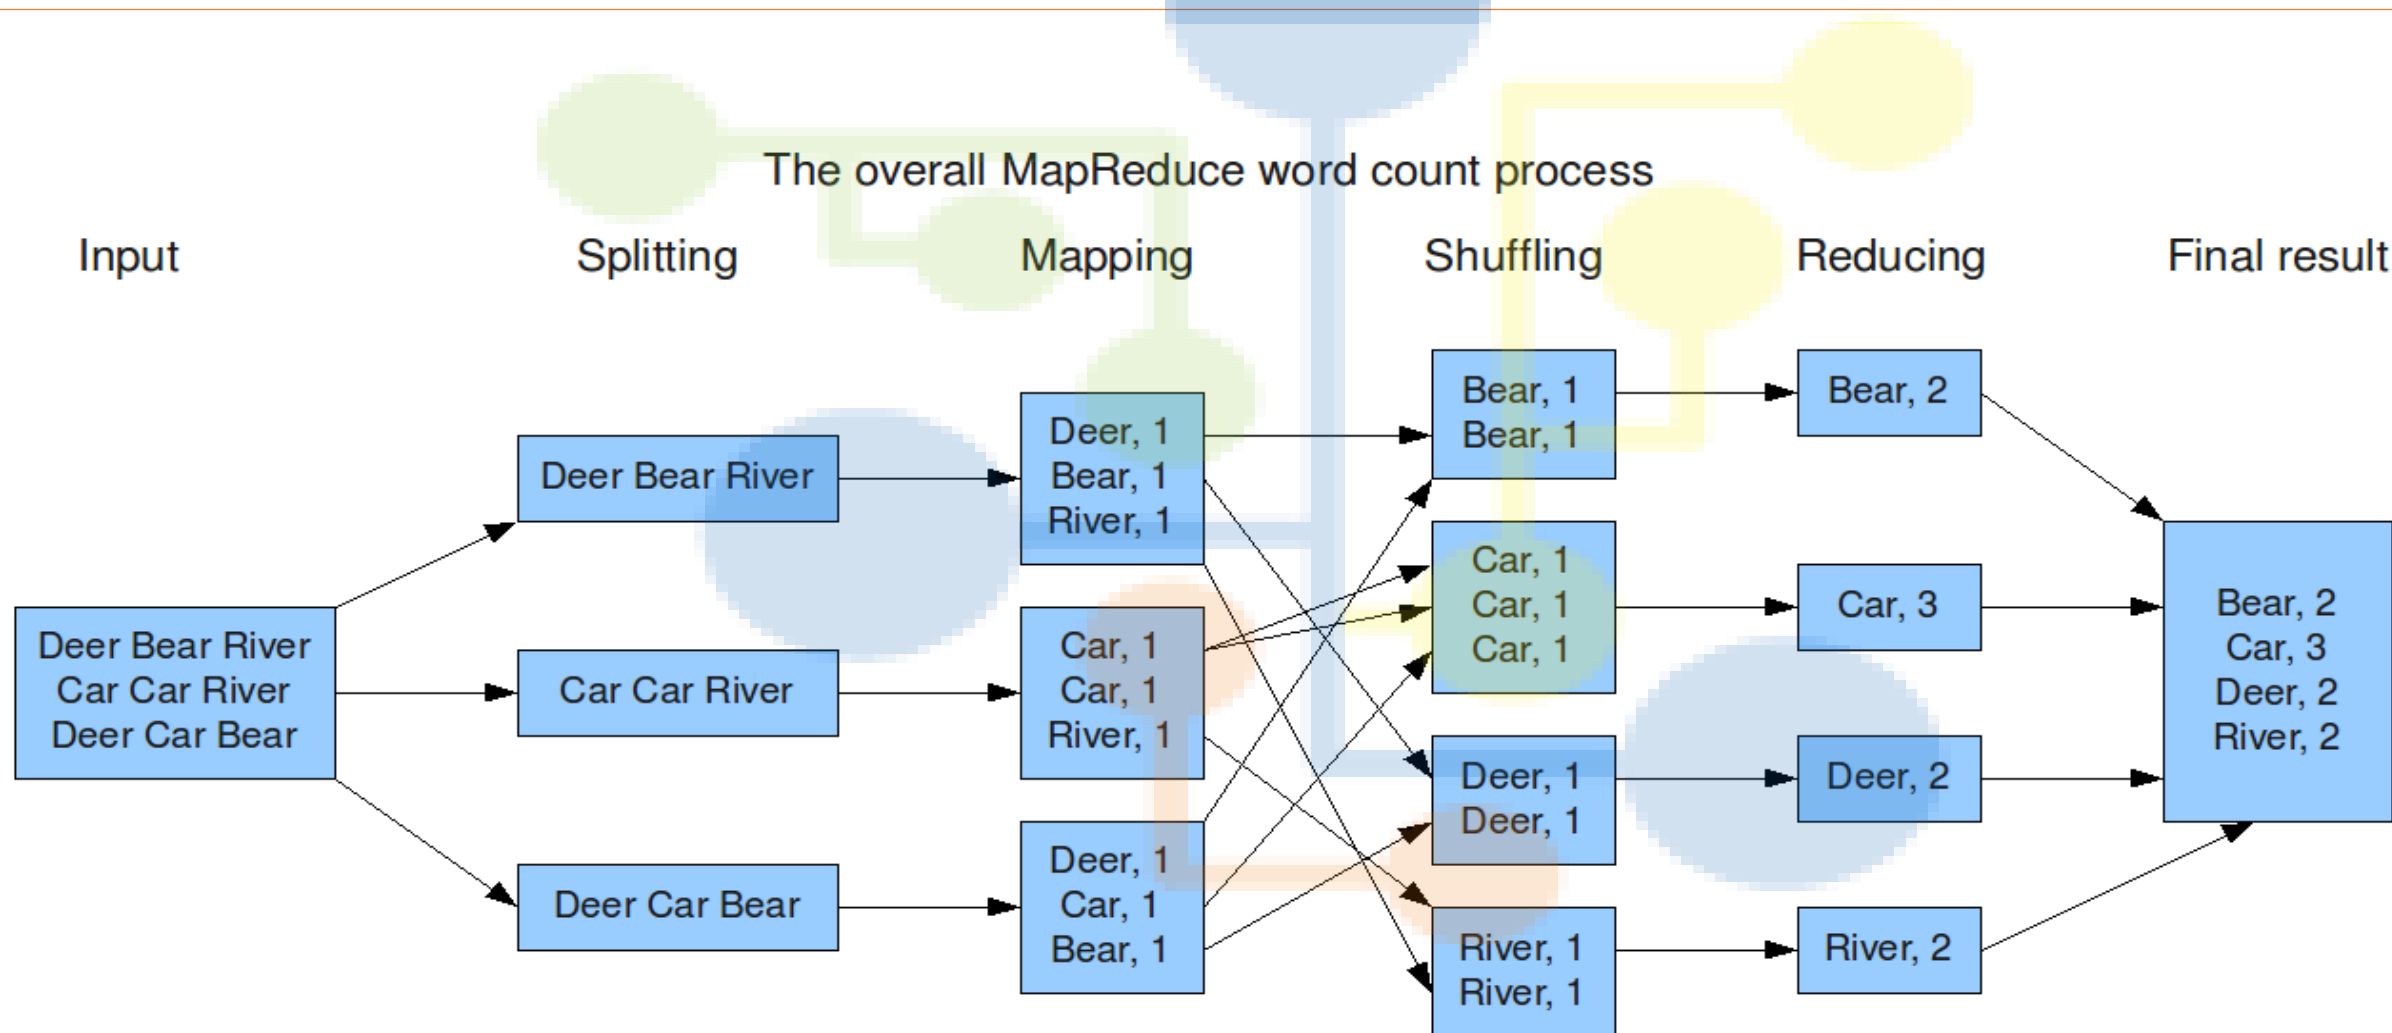 The overall MapReduce word count process
Input
Splitting
Mapping
Shuffling
Reducing
Final result
Deer Bear River
Car Car River
Deer Car Bear
Deer Bear River
Car Car River
Deer Car Bear
Deer, 1
Bear, 1
River, 1
Car, 1
Car, 1
River, 1
Deer, 1
Car, 1
Bear, 1
Bear, 1
Bear, 1
Car, 1
Car, 1
Car, 1
Deer, 1
Deer, 1
River, 1
River, 1
Bear, 2
Car, 3
Deer, 2
River, 2
Bear, 2
Car, 3
Deer, 2
River, 2